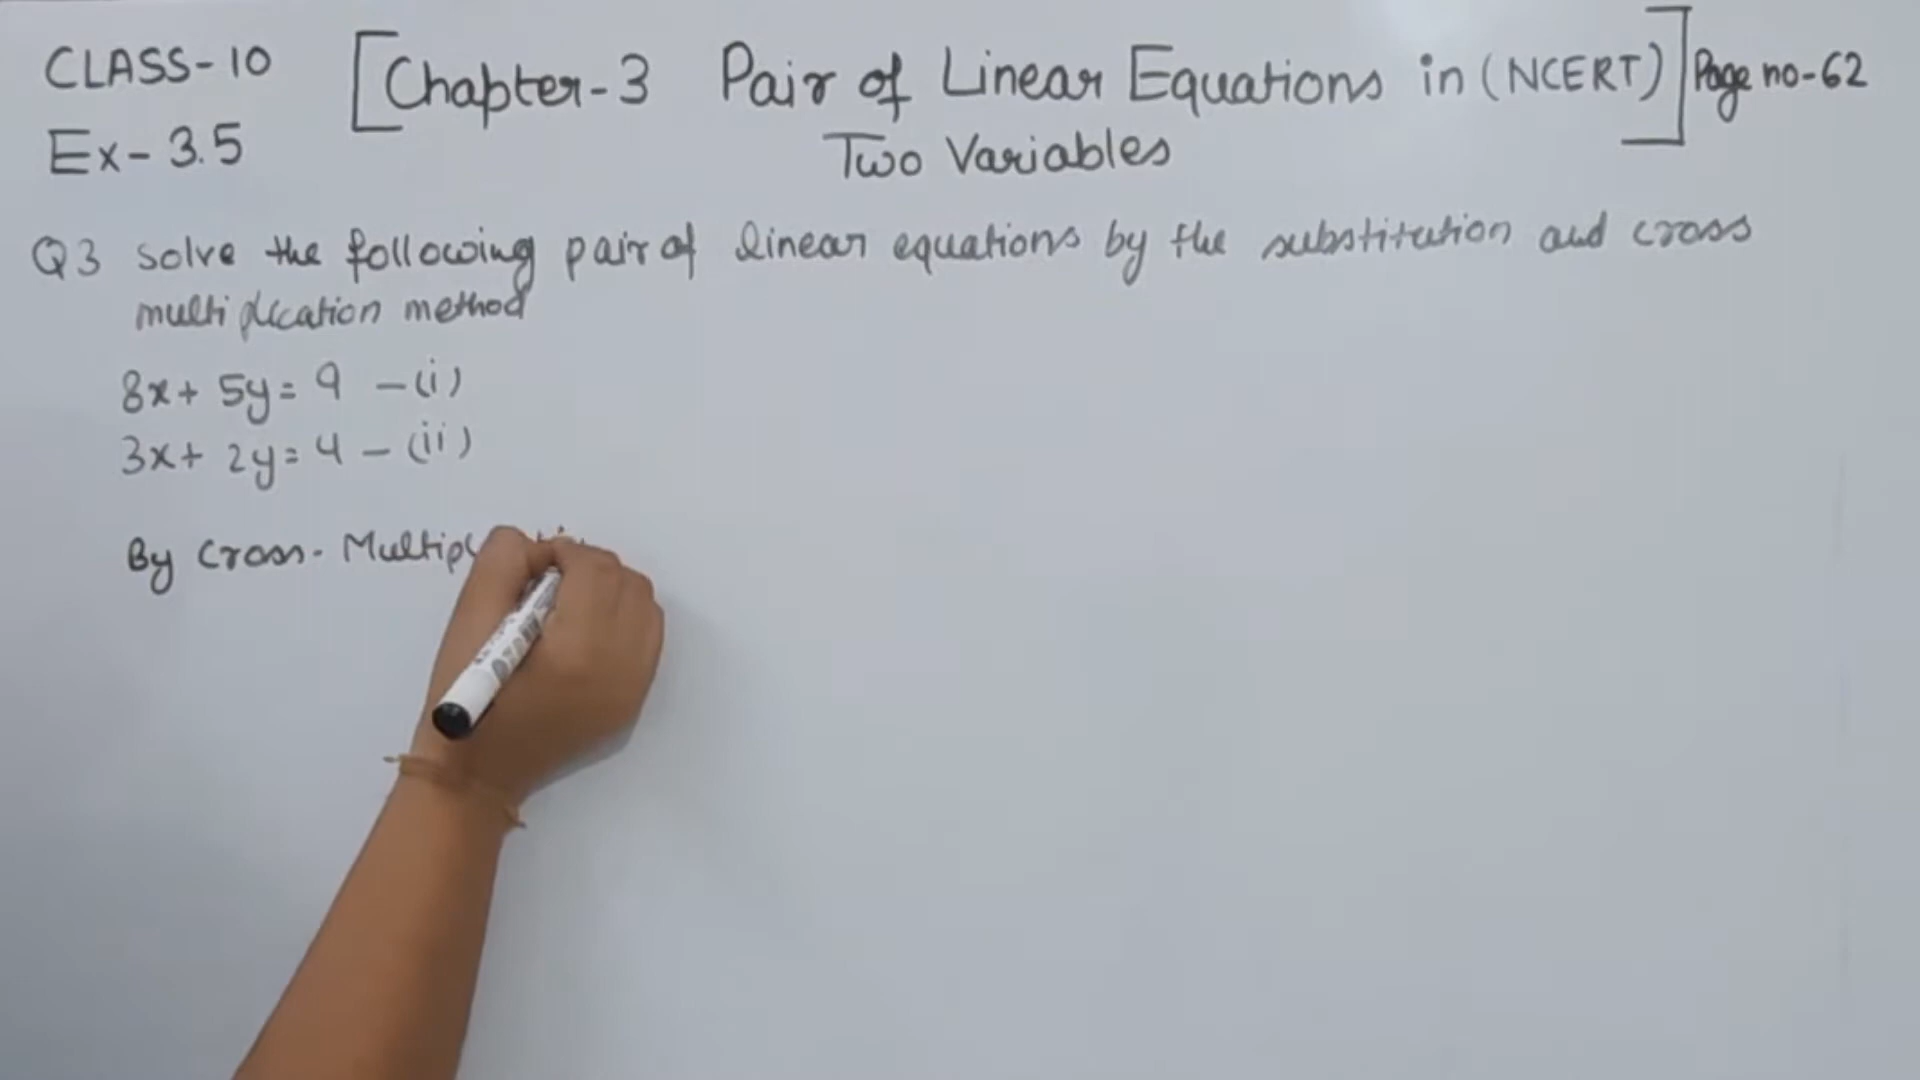 CLASS-10 [Chapter-3 Pair of Linear Equations in (NCERT)] Page no-62
Ex- 3.5 Two Variables
Q3 Solve the following pair of linear equations by the substitution and cross
multiplication method
8x+ 5y= 9 -(i)
3x+ 2y= 4 -(ii)
By Cross-